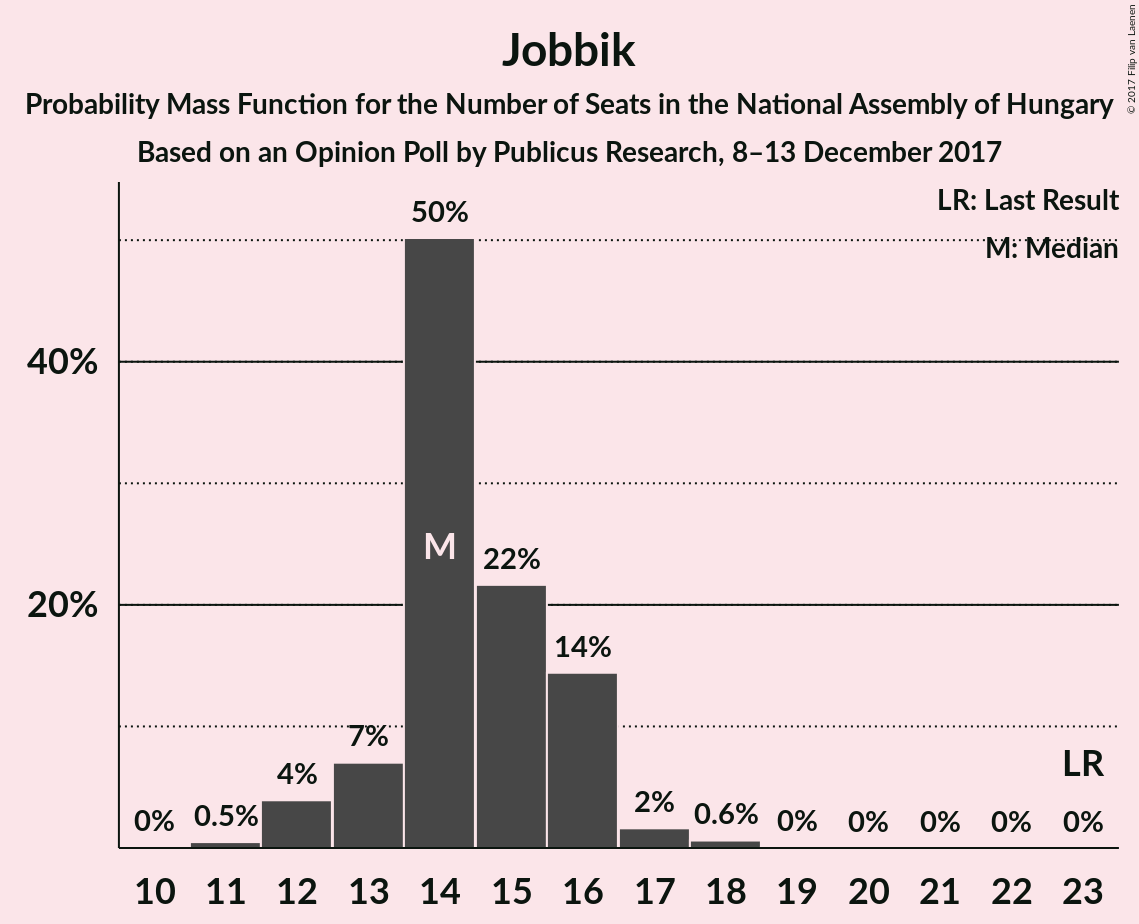 Jobbik
Probability Mass Function for the Number of Seats in the National Assembly of Hungary
Based on an Opinion Poll by Publicus Research, 8–13 December 2017
© 2017 Filip van Laenen
LR: Last Result
M: Median
50%
40%
M
22%
20%
14%
7%
LR
4%
0% 0.5% 2% 0.6% 0% 0% 0% 0% 0%
10 11 12 13 14 15 16 17 18 19 20 21 22 23